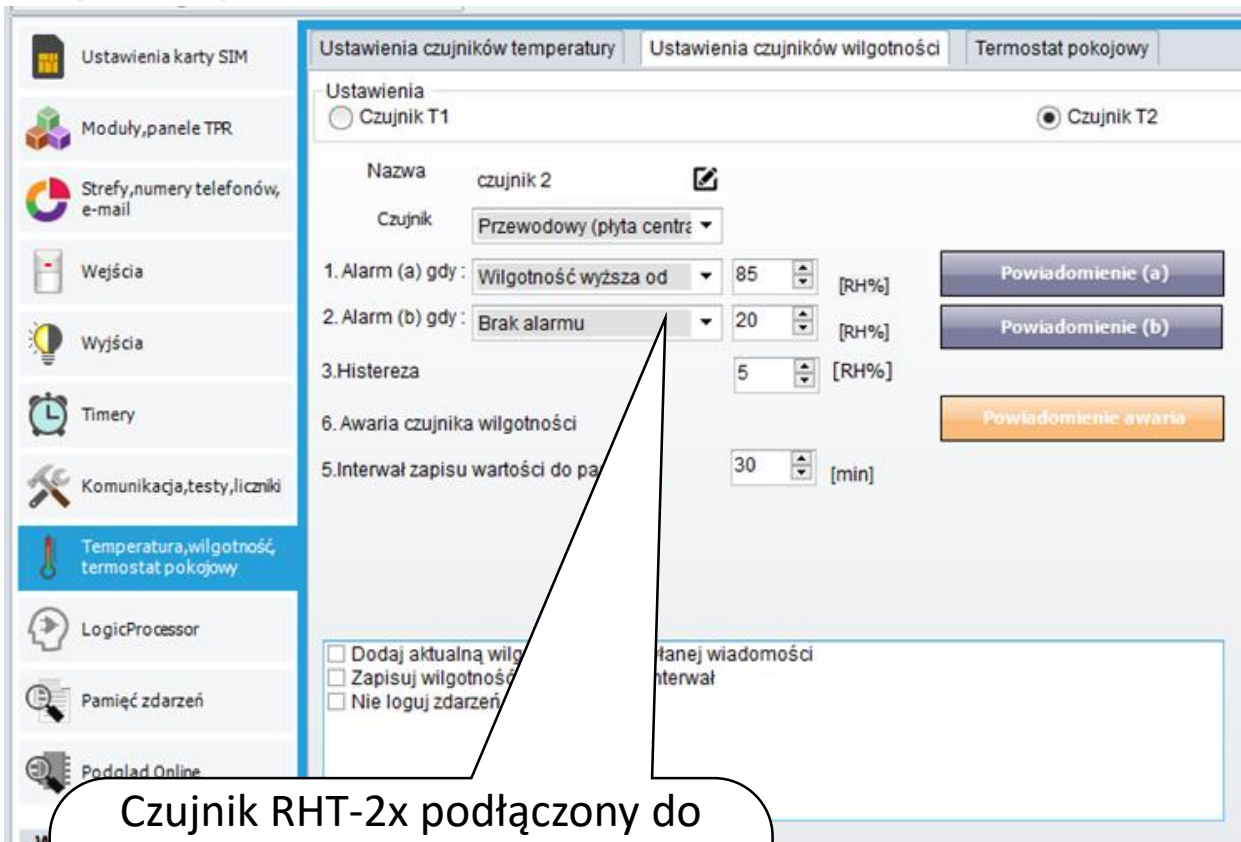 Ustawienia karty SIM
Moduły,panele TPR
Strefy,numery telefonów,
e-mail
Wejścia
Wyjścia
Timery
Komunikacja,testy,liczniki
Temperatura,wilgotność,
termostat pokojowy
LogicProcessor
Pamięć zdarzeń
Podgląd Online
Ustawienia czujników temperatury
Ustawienia czujników wilgotności
Termostat pokojowy
Ustawienia
Czujnik T1
Czujnik T2
Nazwa
czujnik 2
Czujnik
Przewodowy (płyta centra
1. Alarm (a) gdy : Wilgotność wyższa od 85 [RH%] Powiadomienie (a)
2. Alarm (b) gdy : Brak alarmu 20 [RH%] Powiadomienie (b)
3.Histereza 5 [RH%]
6. Awaria czujnika wilgotności Powiadomienie awaria
5.Interwał zapisu wartości do pa 30 [min]
Dodaj aktualną wilg łanej wiadomości
Zapisuj wilgotność nterwał
Nie loguj zdarzeń
Czujnik RHT-2x podłączony do